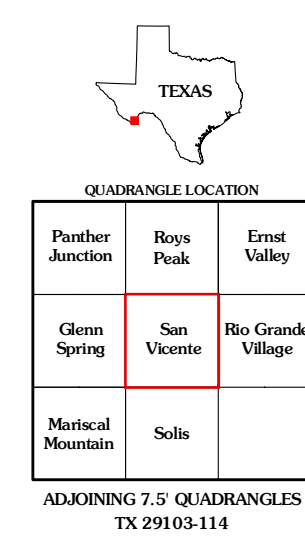 TEXAS
QUADRANGLE LOCATION
Panther
Junction
Roys
Peak
Ernst
Valley
Glenn
Spring
San
Vicente
Rio Grande
Village
Mariscal
Mountain
Solis
ADJOINING 7.5' QUADRANGLES
TX 29103-114